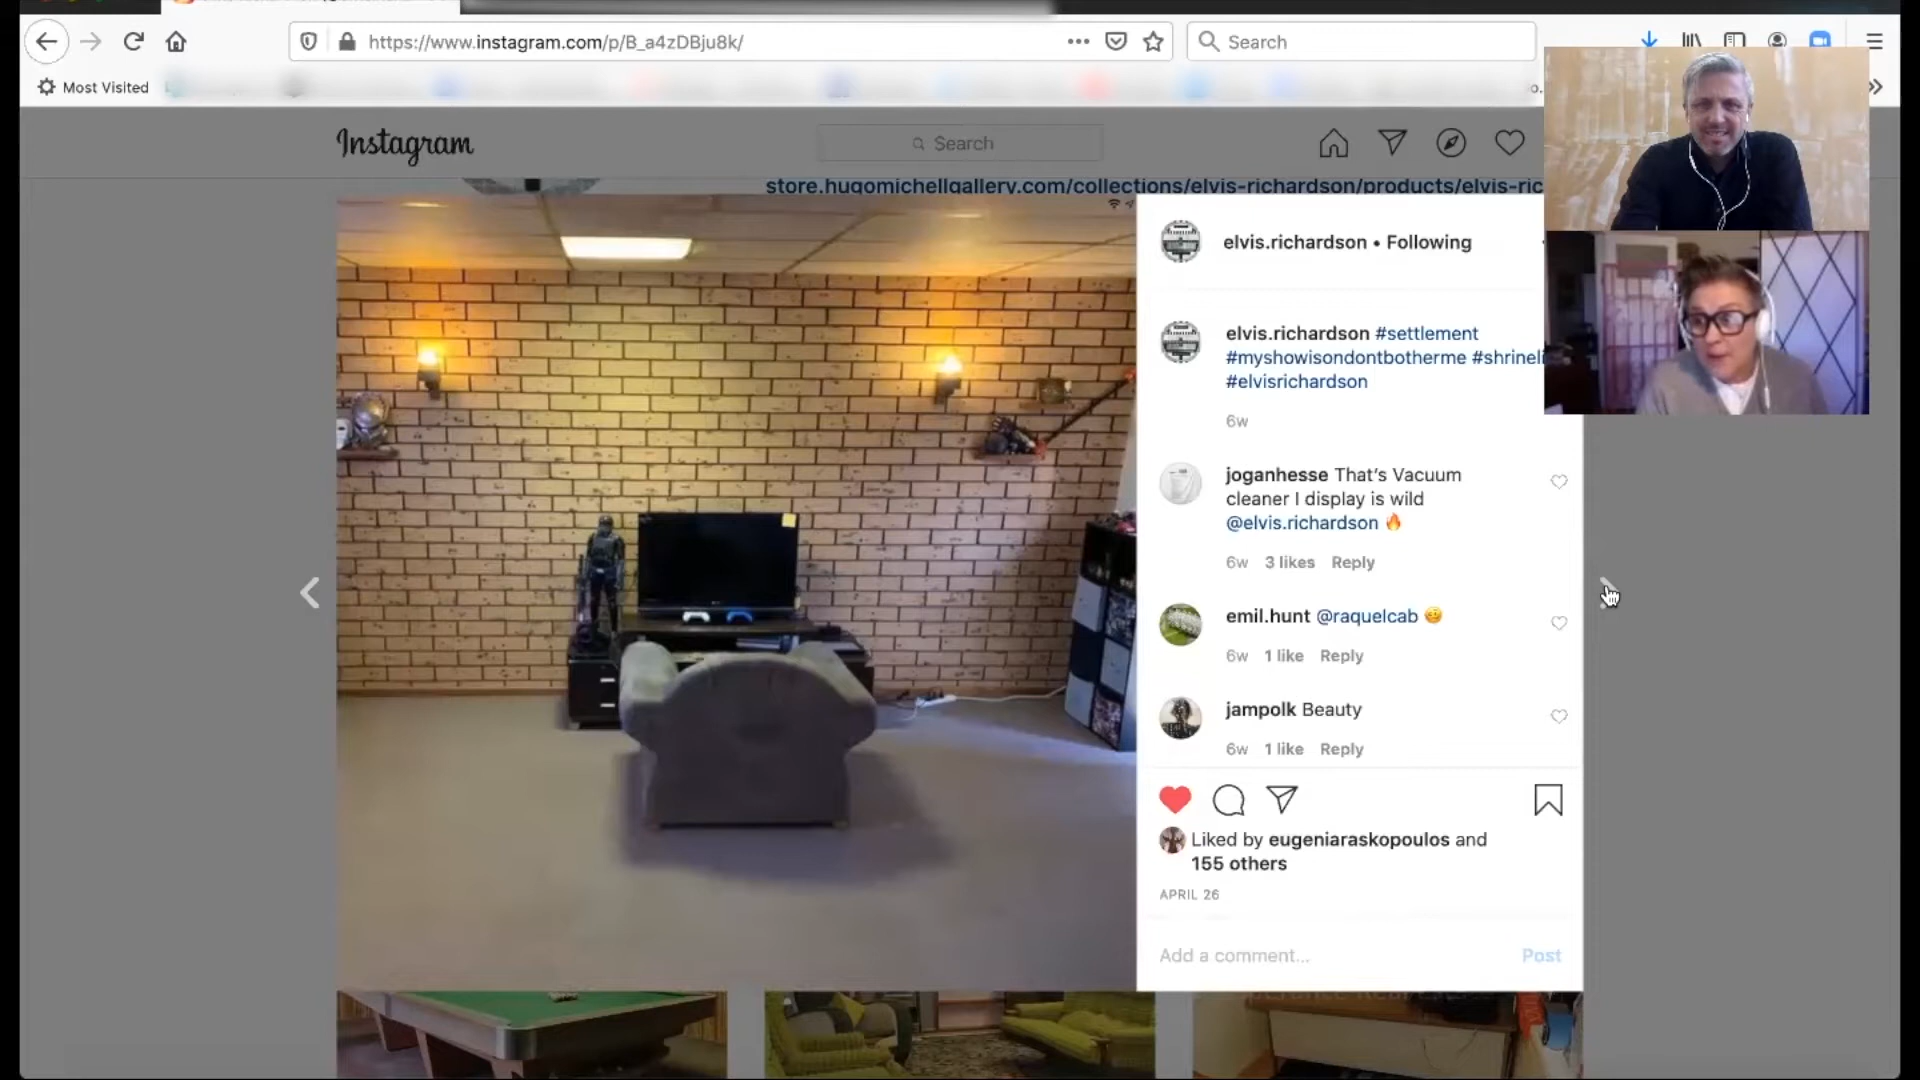 https://www.instagram.com/p/B_a4zDBju8k/
Search
Most Visited
Instagram
Search
store.hugomichellgallery.com/collections/elvis-richardson/products/elvis-ric
elvis.richardson • Following
elvis.richardson #settlement
#myshowisondontbotherme #shrineli
#elvisrichardson
6w
joganhesse That's Vacuum
cleaner I display is wild
@elvis.richardson 🔥
6w 3 likes Reply
emil.hunt @raquelcab 🤕
6w 1 like Reply
jampolk Beauty
6w 1 like Reply
Liked by eugeniaraskopoulos and
155 others
APRIL 26
Add a comment... Post